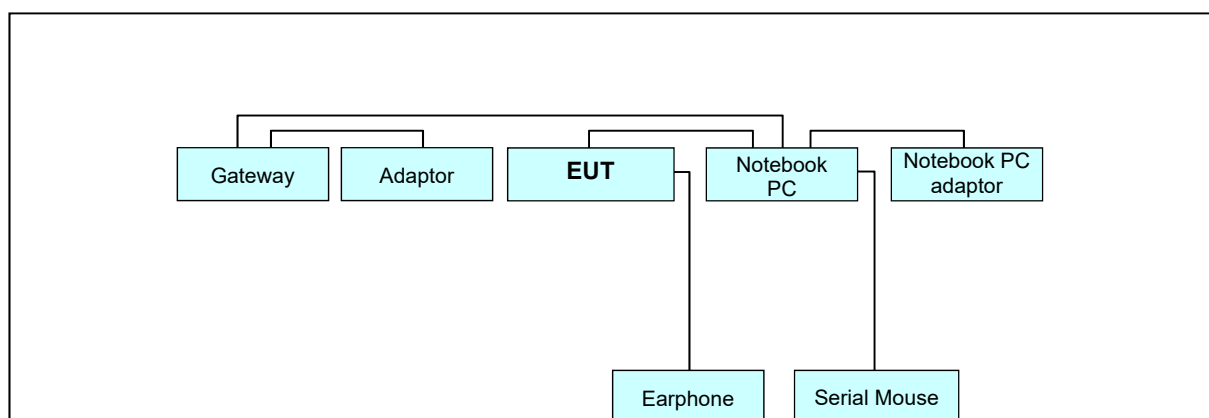 Gateway
Adaptor
EUT
Notebook
PC
Notebook PC
adaptor
Earphone
Serial Mouse